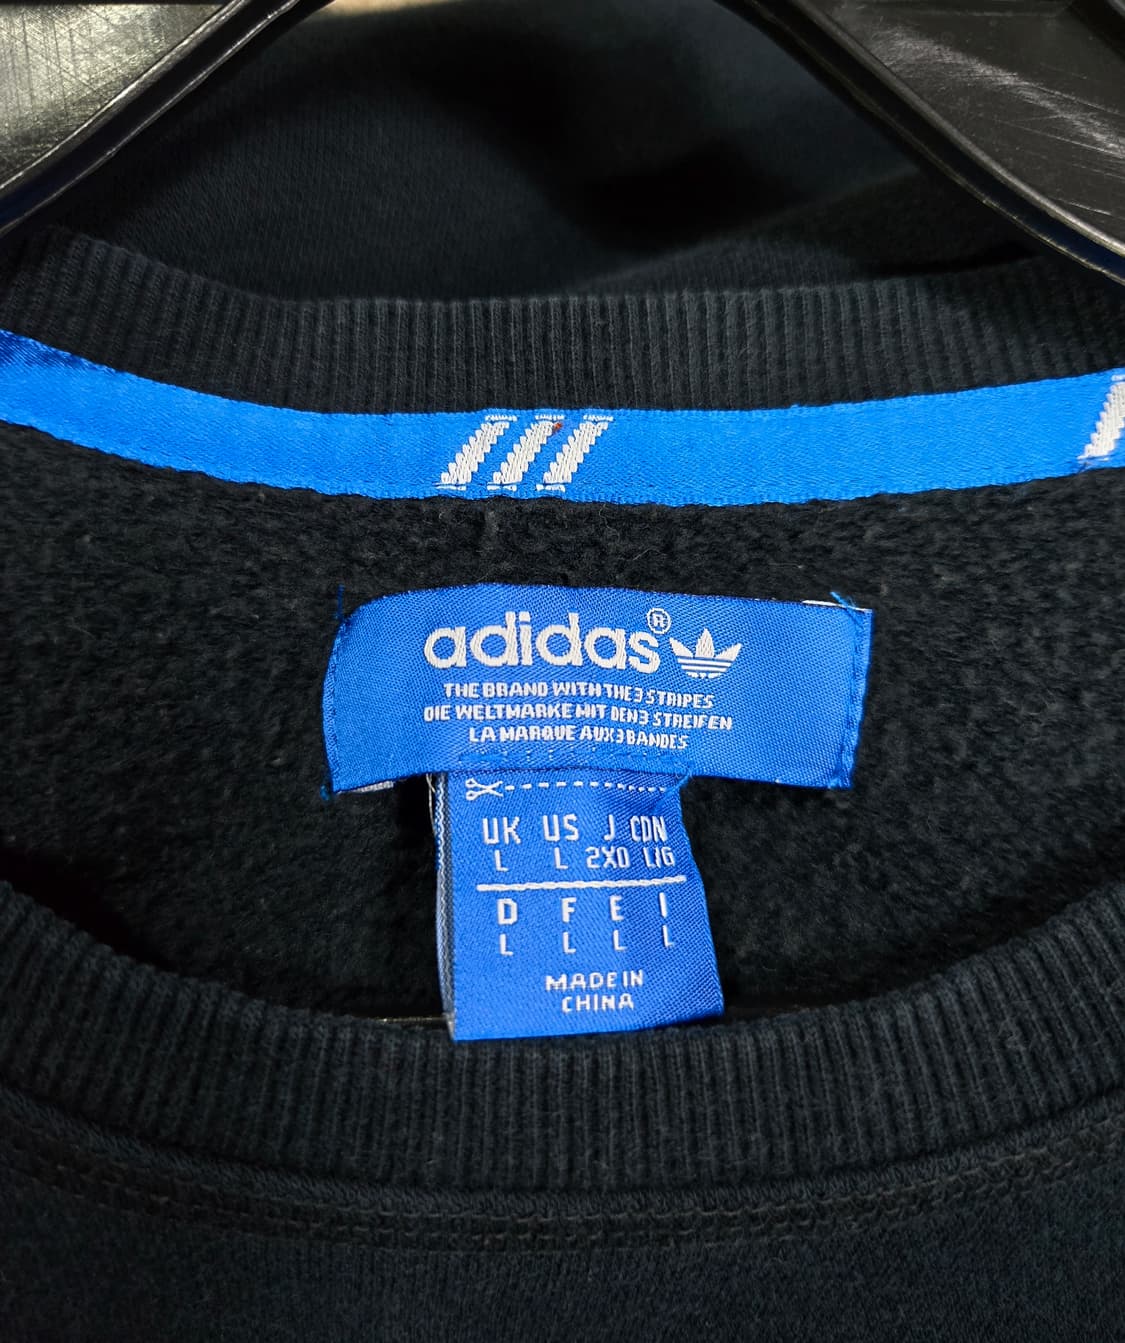 adidas®
THE BRAND WITH THE 3 STRIPES
DIE WELTMARKE MIT DEN 3 STREIFEN
LA MARQUE AUX 3 BANDES
UK US J CDN
L L 2XO L/G
D F E I
L L L L
MADE IN
CHINA